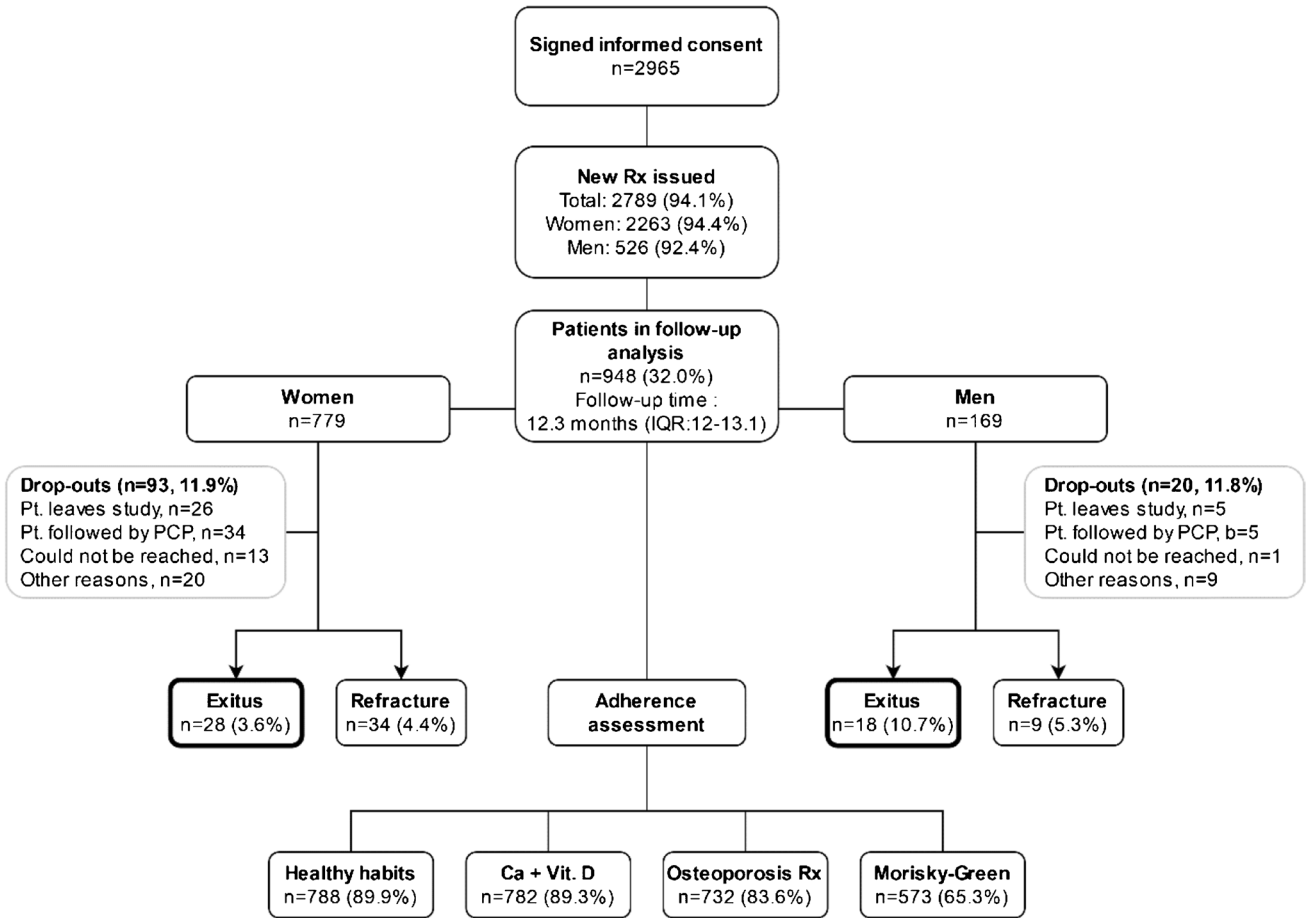 Signed informed consent
n=2965
New Rx issued
Total: 2789 (94.1%)
Women: 2263 (94.4%)
Men: 526 (92.4%)
Patients in follow-up
analysis
n=948 (32.0%)
Follow-up time :
12.3 months (IQR:12-13.1)
Women
n=779
Men
n=169
Drop-outs (n=93, 11.9%)
Pt. leaves study, n=26
Pt. followed by PCP, n=34
Could not be reached, n=13
Other reasons, n=20
Drop-outs (n=20, 11.8%)
Pt. leaves study, n=5
Pt. followed by PCP, b=5
Could not be reached, n=1
Other reasons, n=9
Exitus
n=28 (3.6%)
Refracture
n=34 (4.4%)
Adherence
assessment
Exitus
n=18 (10.7%)
Refracture
n=9 (5.3%)
Healthy habits
n=788 (89.9%)
Ca + Vit. D
n=782 (89.3%)
Osteoporosis Rx
n=732 (83.6%)
Morisky-Green
n=573 (65.3%)